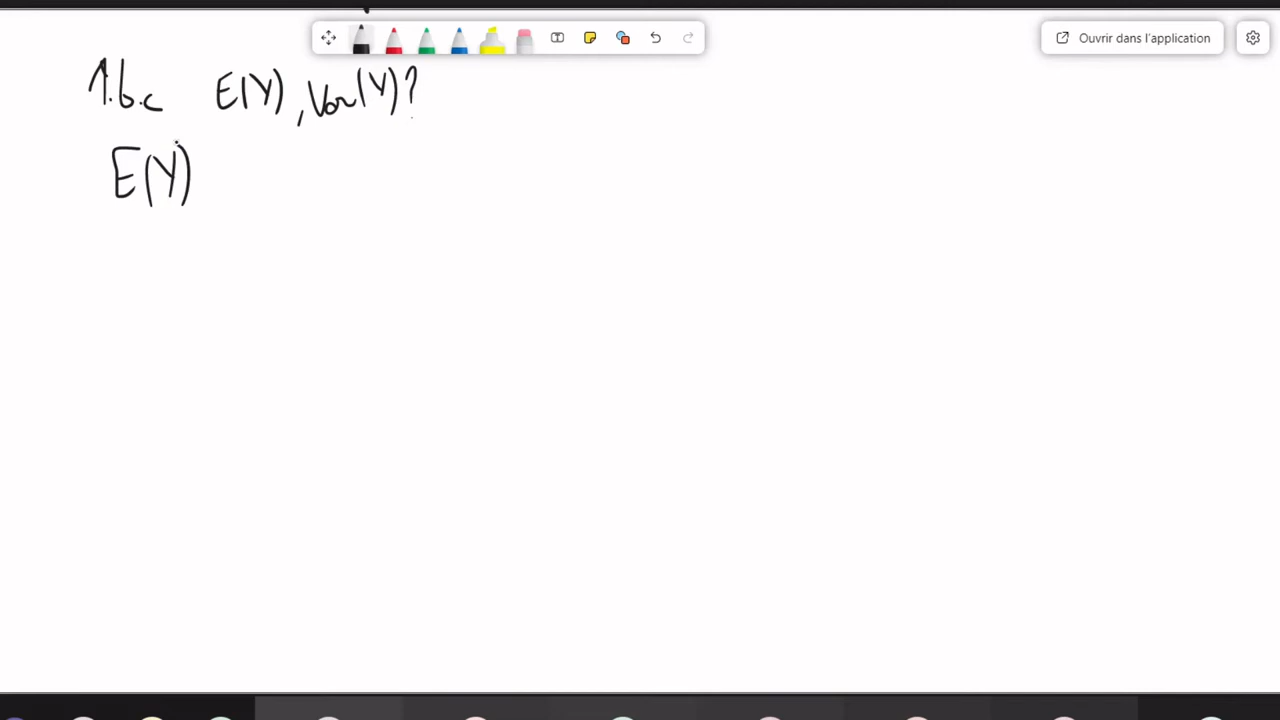 Ouvrir dans l'application
1.b.c E(Y), Var(Y)?
E(Y)